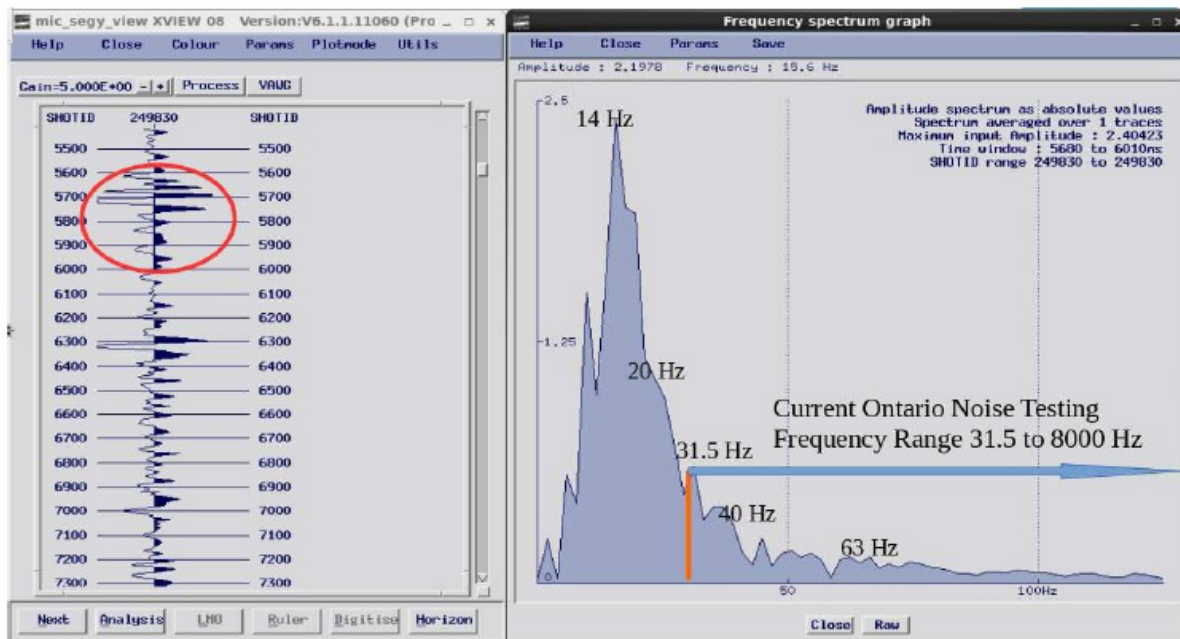 mic_segy_view XVIEW 08 Version:V6.1.1.11060 (Pro
Help Close Colour Params Plotmode Utils
Gain=5.000E+00 - + Process VAUG
SHOTID 249830 SHOTID
5500 5500
5600 5600
5700 5700
5800 5800
5900 5900
6000 6000
6100 6100
6200 6200
6300 6300
6400 6400
6500 6500
6600 6600
6700 6700
6800 6800
6900 6900
7000 7000
7100 7100
7200 7200
7300 7300
Next Analysis LMO Ruler Digitise Horizon
Frequency spectrum graph
Help Close Params Save
Amplitude : 2.1978 Frequency : 15.6 Hz
2.5
14 Hz
Amplitude spectrum as absolute values
Spectrum averaged over 1 traces
Maximum input Amplitude : 2.40423
Time window : 5680 to 6010ms
SHOTID range 249830 to 249830
1.25
20 Hz
Current Ontario Noise Testing
Frequency Range 31.5 to 8000 Hz
31.5 Hz
40 Hz
63 Hz
0
50 100Hz
Close Raw